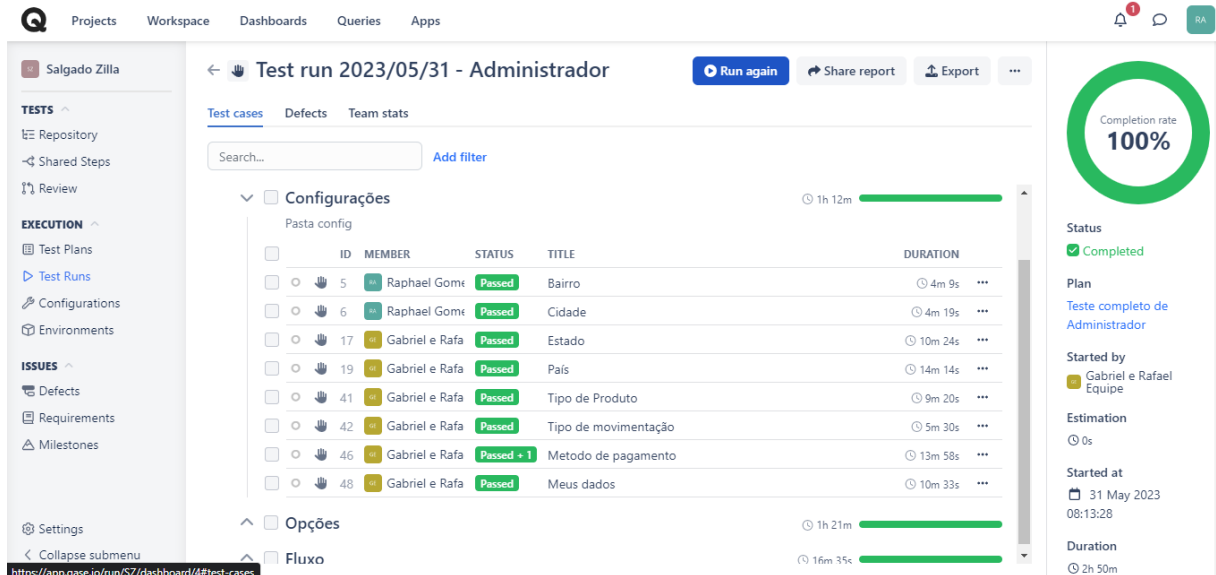 Projects Workspace Dashboards Queries Apps 1 RA
Salgado Zilla
TESTS
Repository
Shared Steps
Review
EXECUTION
Test Plans
Test Runs
Configurations
Environments
ISSUES
Defects
Requirements
Milestones
Settings
Collapse submenu
https://app.qase.io/run/SZ/dashboard/4#test-cases
Test run 2023/05/31 - Administrador
Run again Share report Export
Test cases Defects Team stats
Search... Add filter
Configurações 1h 12m
Pasta config
ID MEMBER STATUS TITLE DURATION
5 RA Raphael Gome Passed Bairro 4m 9s
6 RA Raphael Gome Passed Cidade 4m 19s
17 GE Gabriel e Rafa Passed Estado 10m 24s
19 GE Gabriel e Rafa Passed País 14m 14s
41 GE Gabriel e Rafa Passed Tipo de Produto 9m 20s
42 GE Gabriel e Rafa Passed Tipo de movimentação 5m 30s
46 GE Gabriel e Rafa Passed + 1 Metodo de pagamento 13m 58s
48 GE Gabriel e Rafa Passed Meus dados 10m 33s
Opções 1h 21m
Fluxo 16m 35s
Completion rate
100%
Status
Completed
Plan
Teste completo de
Administrador
Started by
Gabriel e Rafael
Equipe
Estimation
0s
Started at
31 May 2023
08:13:28
Duration
2h 50m